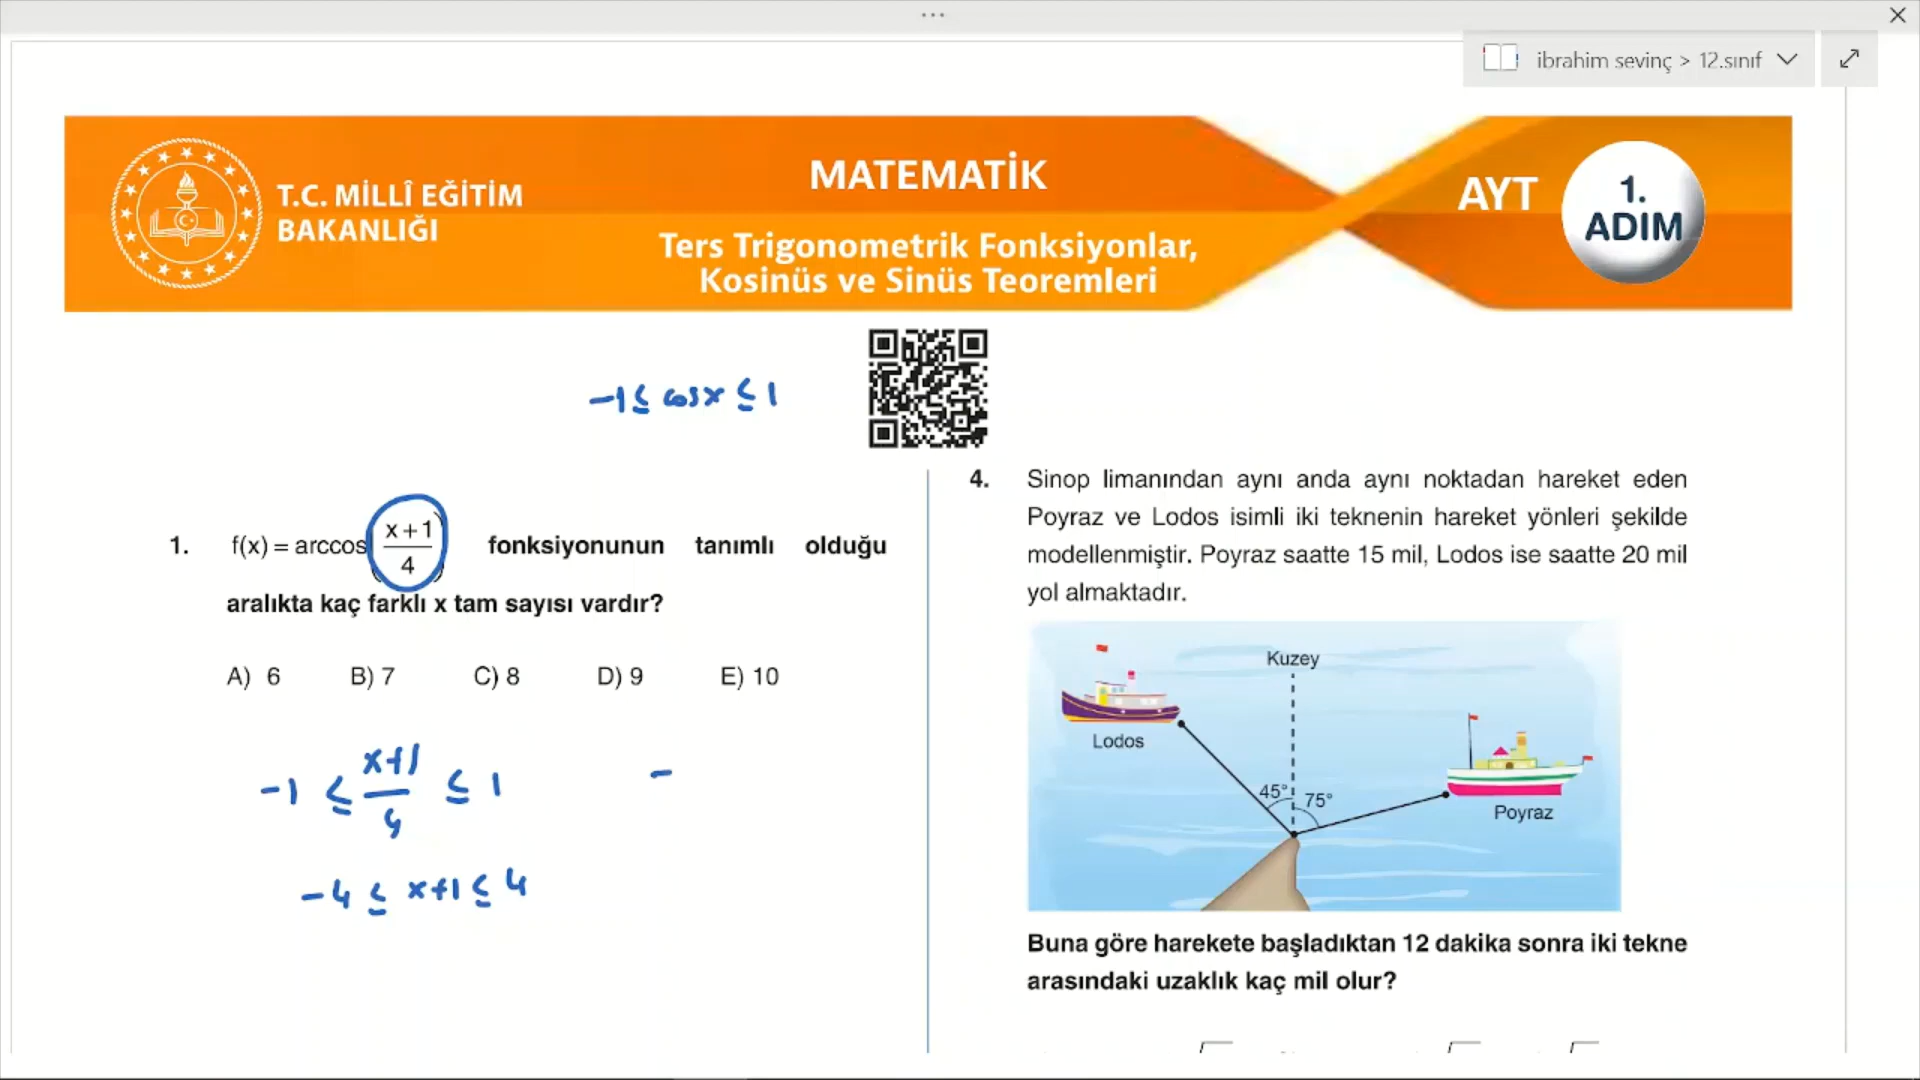 ...
ibrahim sevinç > 12.sınıf
T.C. MİLLÎ EĞİTİM
BAKANLIĞI
MATEMATİK
Ters Trigonometrik Fonksiyonlar,
Kosinüs ve Sinüs Teoremleri
AYT
1.
ADIM
-1 ≤ cosx ≤ 1
1. f(x) = arccos(x+1/4) fonksiyonunun tanımlı olduğu
aralıkta kaç farklı x tam sayısı vardır?
A) 6 B) 7 C) 8 D) 9 E) 10
-1 ≤ x+1/4 ≤ 1 -
-4 ≤ x+1 ≤ 4
4. Sinop limanından aynı anda aynı noktadan hareket eden
Poyraz ve Lodos isimli iki teknenin hareket yönleri şekilde
modellenmiştir. Poyraz saatte 15 mil, Lodos ise saatte 20 mil
yol almaktadır.
Kuzey
Lodos
45° 75°
Poyraz
Buna göre harekete başladıktan 12 dakika sonra iki tekne
arasındaki uzaklık kaç mil olur?